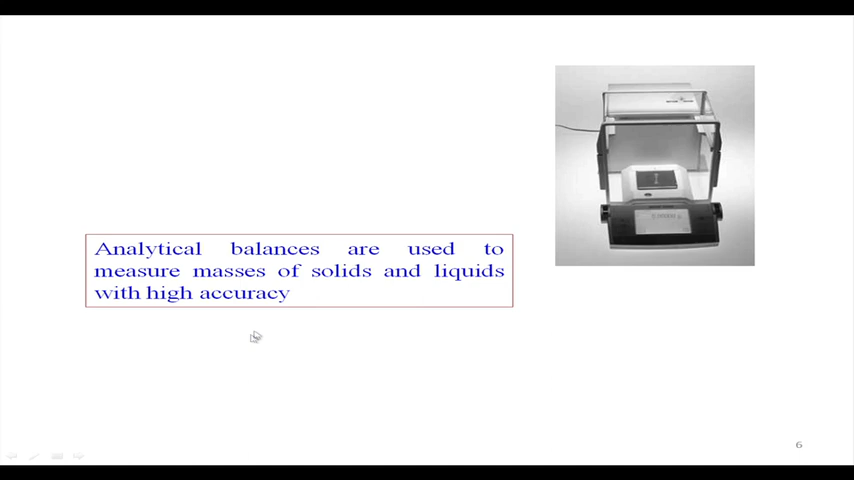 Analytical balances are used to
measure masses of solids and liquids
with high accuracy
6